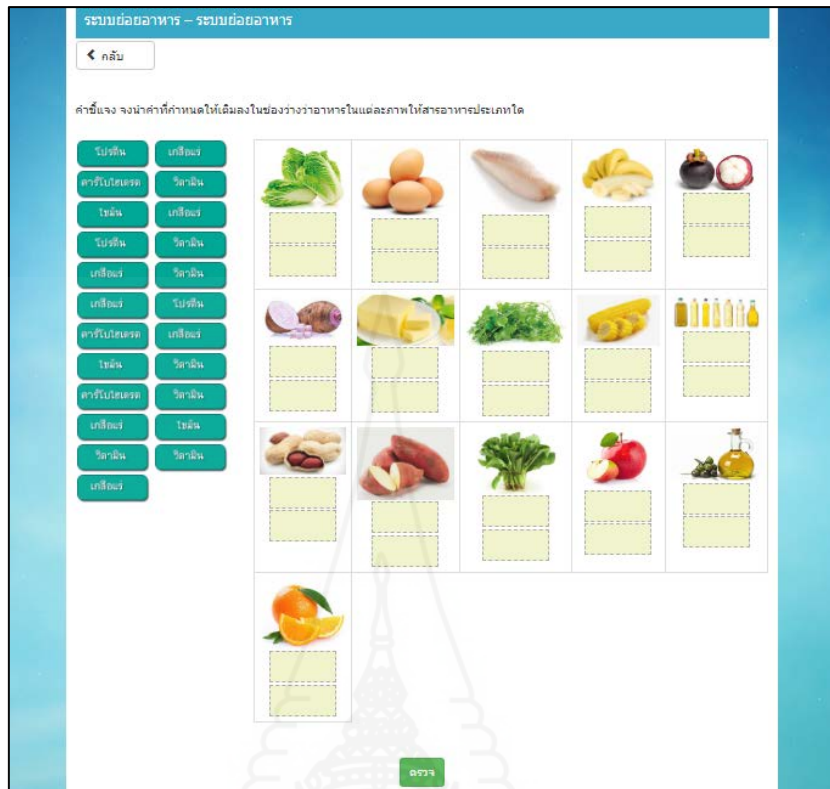 ระบบย่อยอาหาร – ระบบย่อยอาหาร
กลับ
คำชี้แจง จงนำคำที่กำหนดให้เติมลงในช่องว่างว่าอาหารในแต่ละภาพให้สารอาหารประเภทใด
โปรตีน เกลือแร่
คาร์โบไฮเดรต วิตามิน
ไขมัน เกลือแร่
โปรตีน วิตามิน
เกลือแร่ วิตามิน
เกลือแร่ โปรตีน
คาร์โบไฮเดรต เกลือแร่
ไขมัน วิตามิน
คาร์โบไฮเดรต วิตามิน
เกลือแร่ ไขมัน
วิตามิน วิตามิน
เกลือแร่
ตรวจ